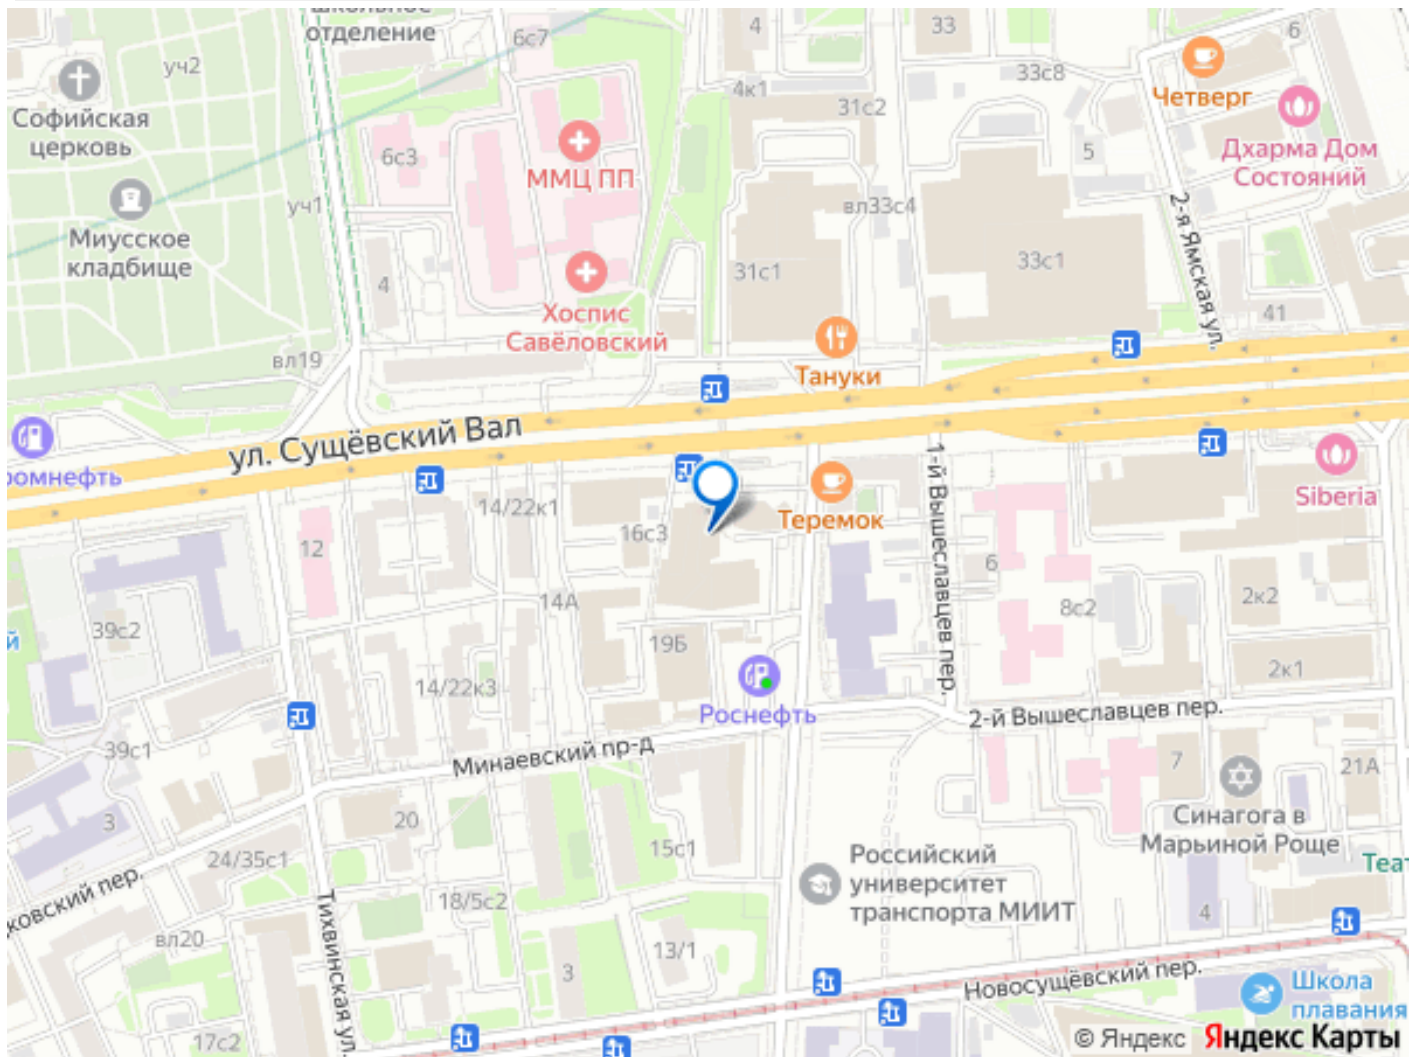 школьное
отделение
6с7
4
33
6
уч2
4к1
33с8
31с2
Четверг
Софийская
церковь
6с3
ММЦ ПП
5
Дхарма Дом
Состояний
уч1
вл33с4
2-я Ямская ул.
Миусское
кладбище
31с1
33с1
4
Хоспис
Савёловский
41
вл19
Тануки
ул. Сущёвский Вал
ромнефть
Siberia
14/22к1
Теремок
1-й Вышеславцев пер.
12
16с3
6
14А
8с2
2к2
39с2
й
19Б
2к1
14/22к3
Роснефть
2-й Вышеславцев пер.
39с1
Минаевский пр-д
7
21А
3
20
Синагога в
Марьиной Роще
24/35с1
15с1
Российский
университет
транспорта МИИТ
Теат
ковский пер.
18/5с2
4
вл20
Тихвинская ул.
13/1
3
Новосущёвский пер.
Школа
плавания
17с2
© Яндекс Яндекс Карты